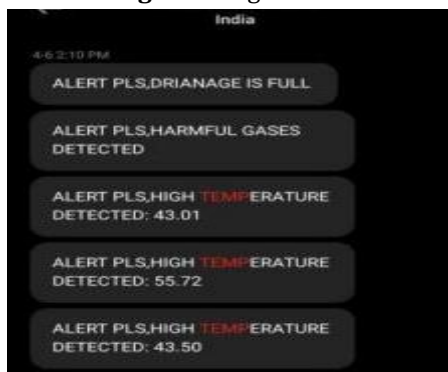 India
4-6 2:10 PM
ALERT PLS,DRIANAGE IS FULL
ALERT PLS,HARMFUL GASES
DETECTED
ALERT PLS,HIGH TEMPERATURE
DETECTED: 43.01
ALERT PLS,HIGH TEMPERATURE
DETECTED: 55.72
ALERT PLS,HIGH TEMPERATURE
DETECTED: 43.50